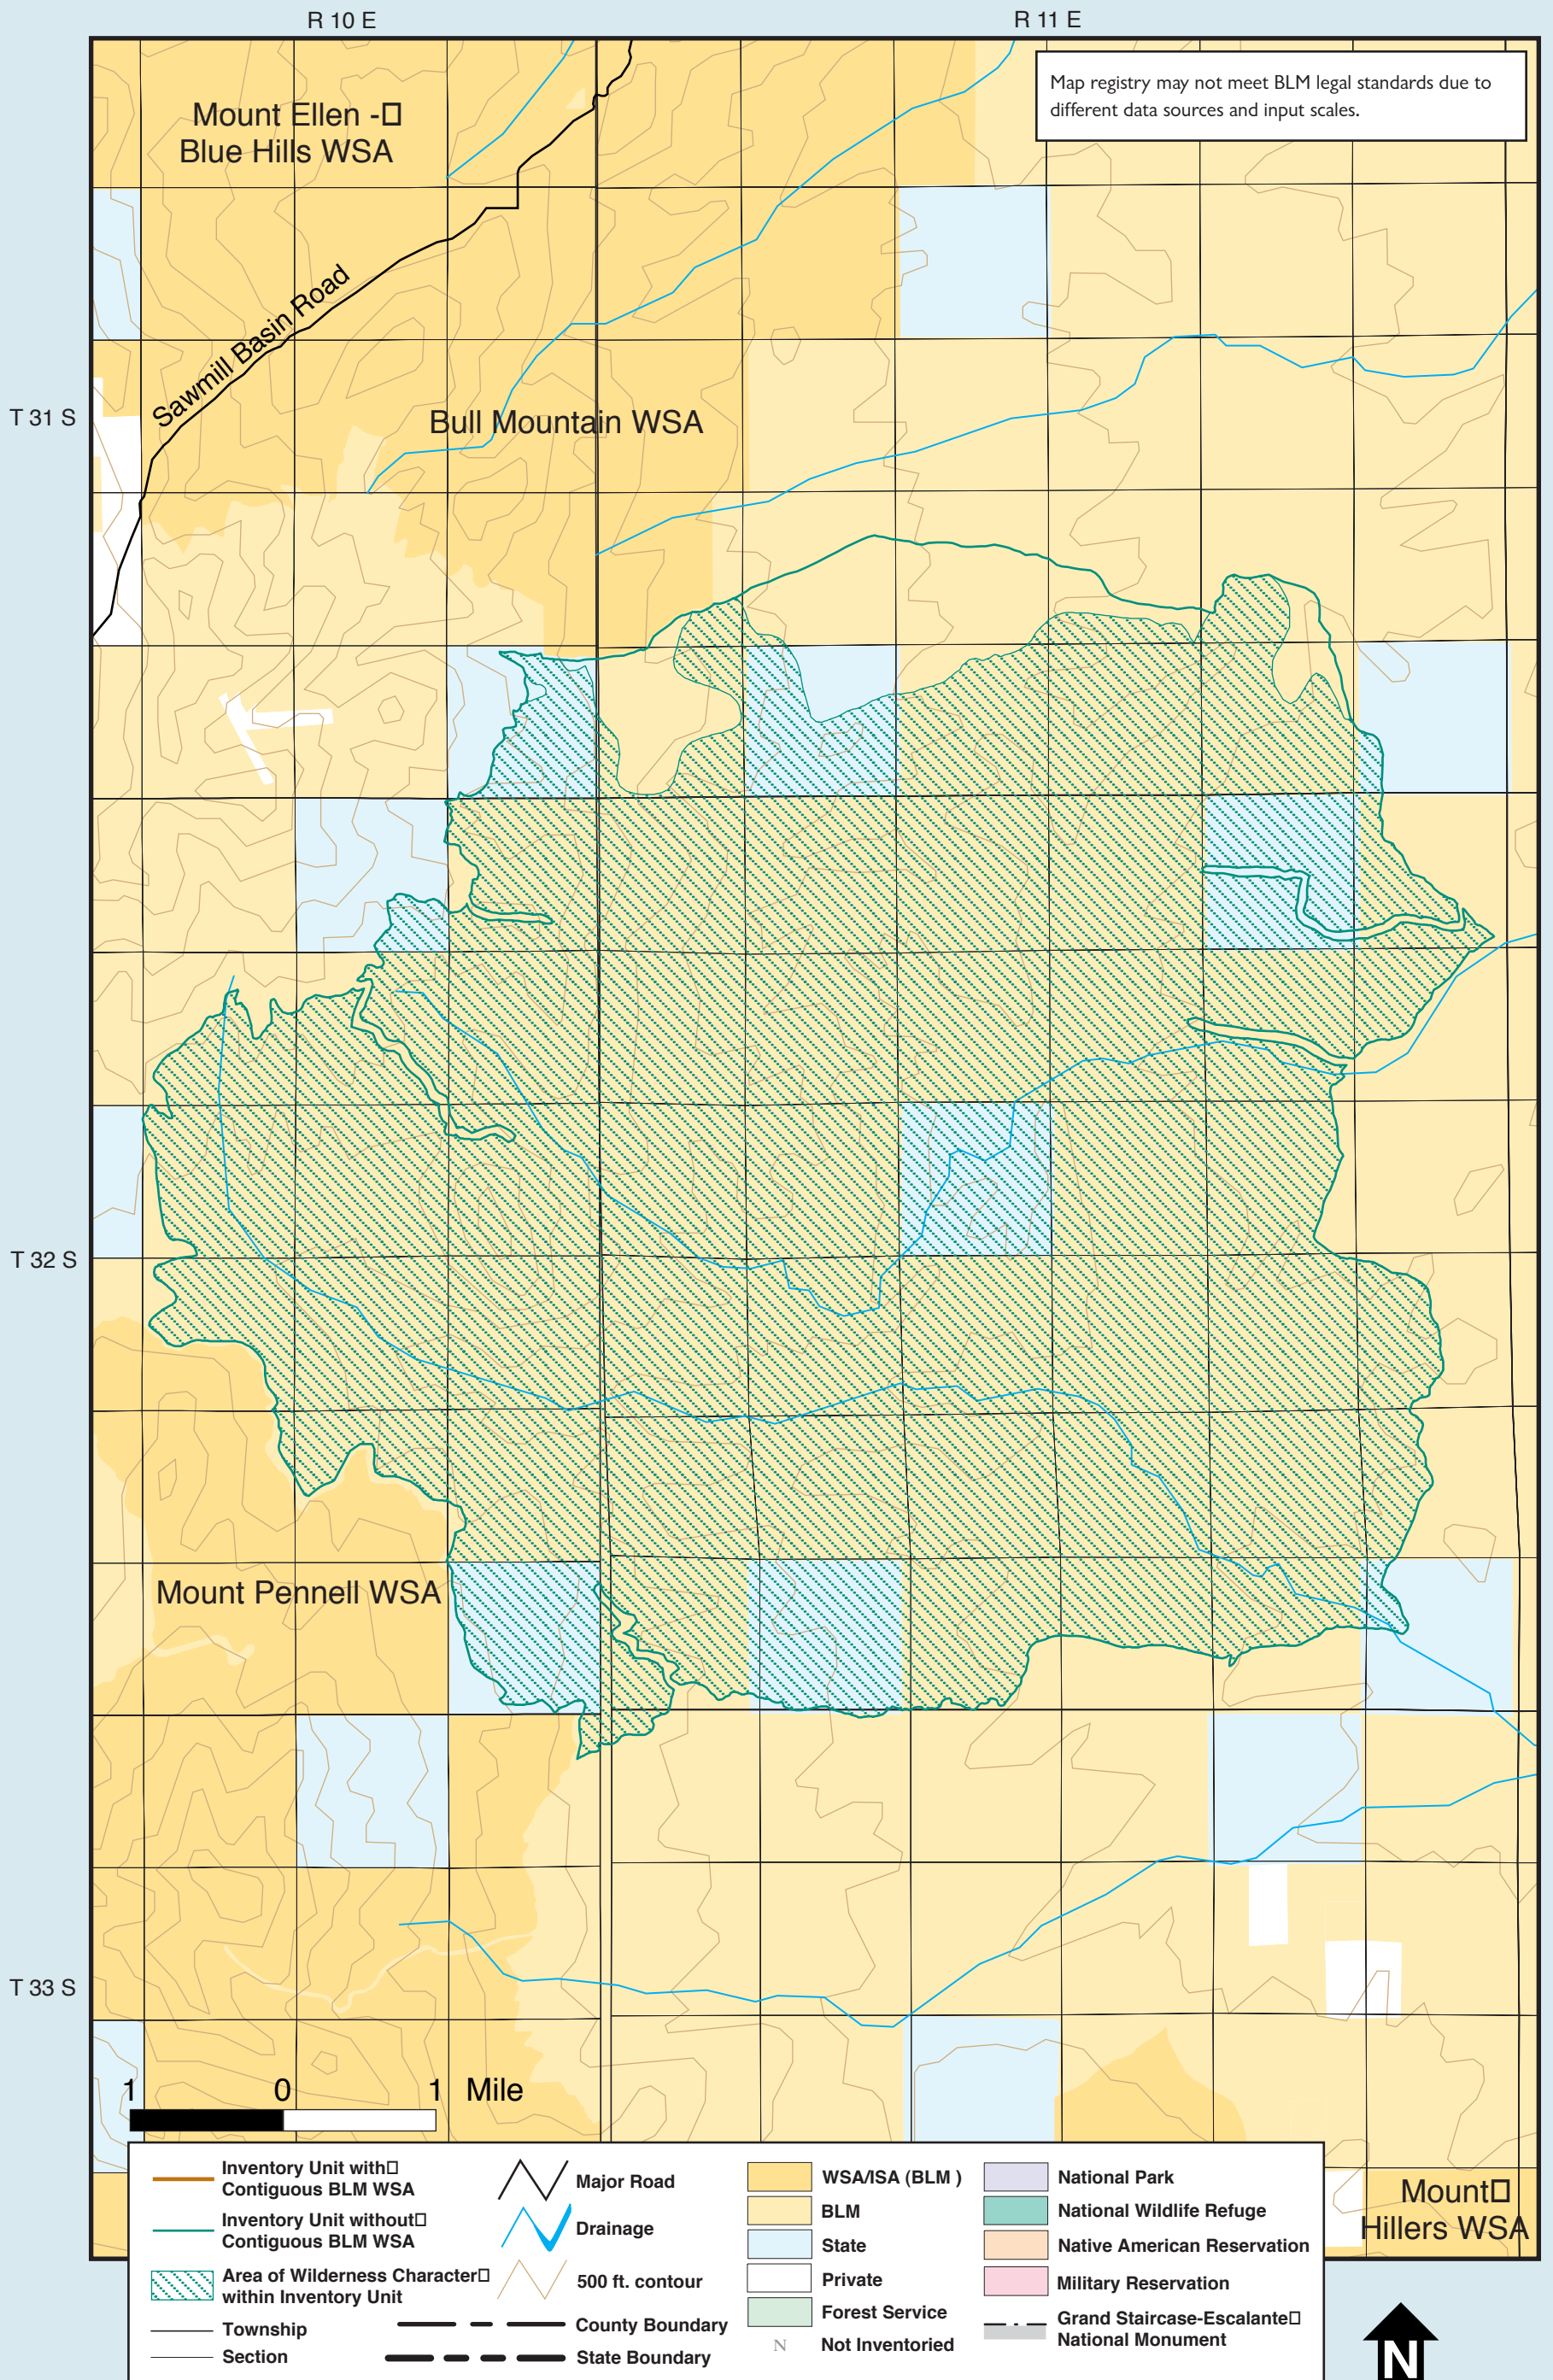 R 10 E
R 11 E
Map registry may not meet BLM legal standards due to
different data sources and input scales.
Mount Ellen -□
Blue Hills WSA
Sawmill Basin Road
T 31 S
Bull Mountain WSA
T 32 S
Mount Pennell WSA
T 33 S
1 0 1 Mile
Mount□
Hillers WSA
Inventory Unit with□
Contiguous BLM WSA
Inventory Unit without□
Contiguous BLM WSA
Area of Wilderness Character□
within Inventory Unit
Township
Section
Major Road
Drainage
500 ft. contour
County Boundary
State Boundary
WSA/ISA (BLM )
BLM
State
Private
Forest Service
N Not Inventoried
National Park
National Wildlife Refuge
Native American Reservation
Military Reservation
Grand Staircase-Escalante□
National Monument
N